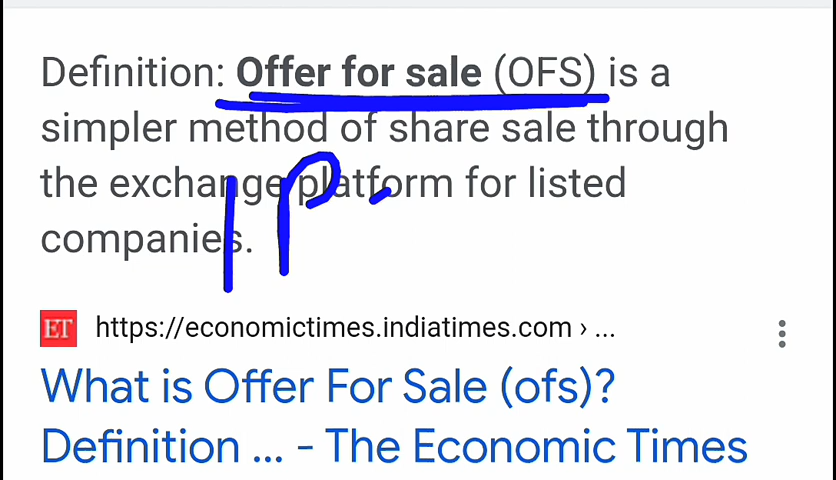 Definition: Offer for sale (OFS) is a
simpler method of share sale through
the exchange platform for listed
companies.
IP
ET https://economictimes.indiatimes.com › ...
What is Offer For Sale (ofs)?
Definition ... - The Economic Times